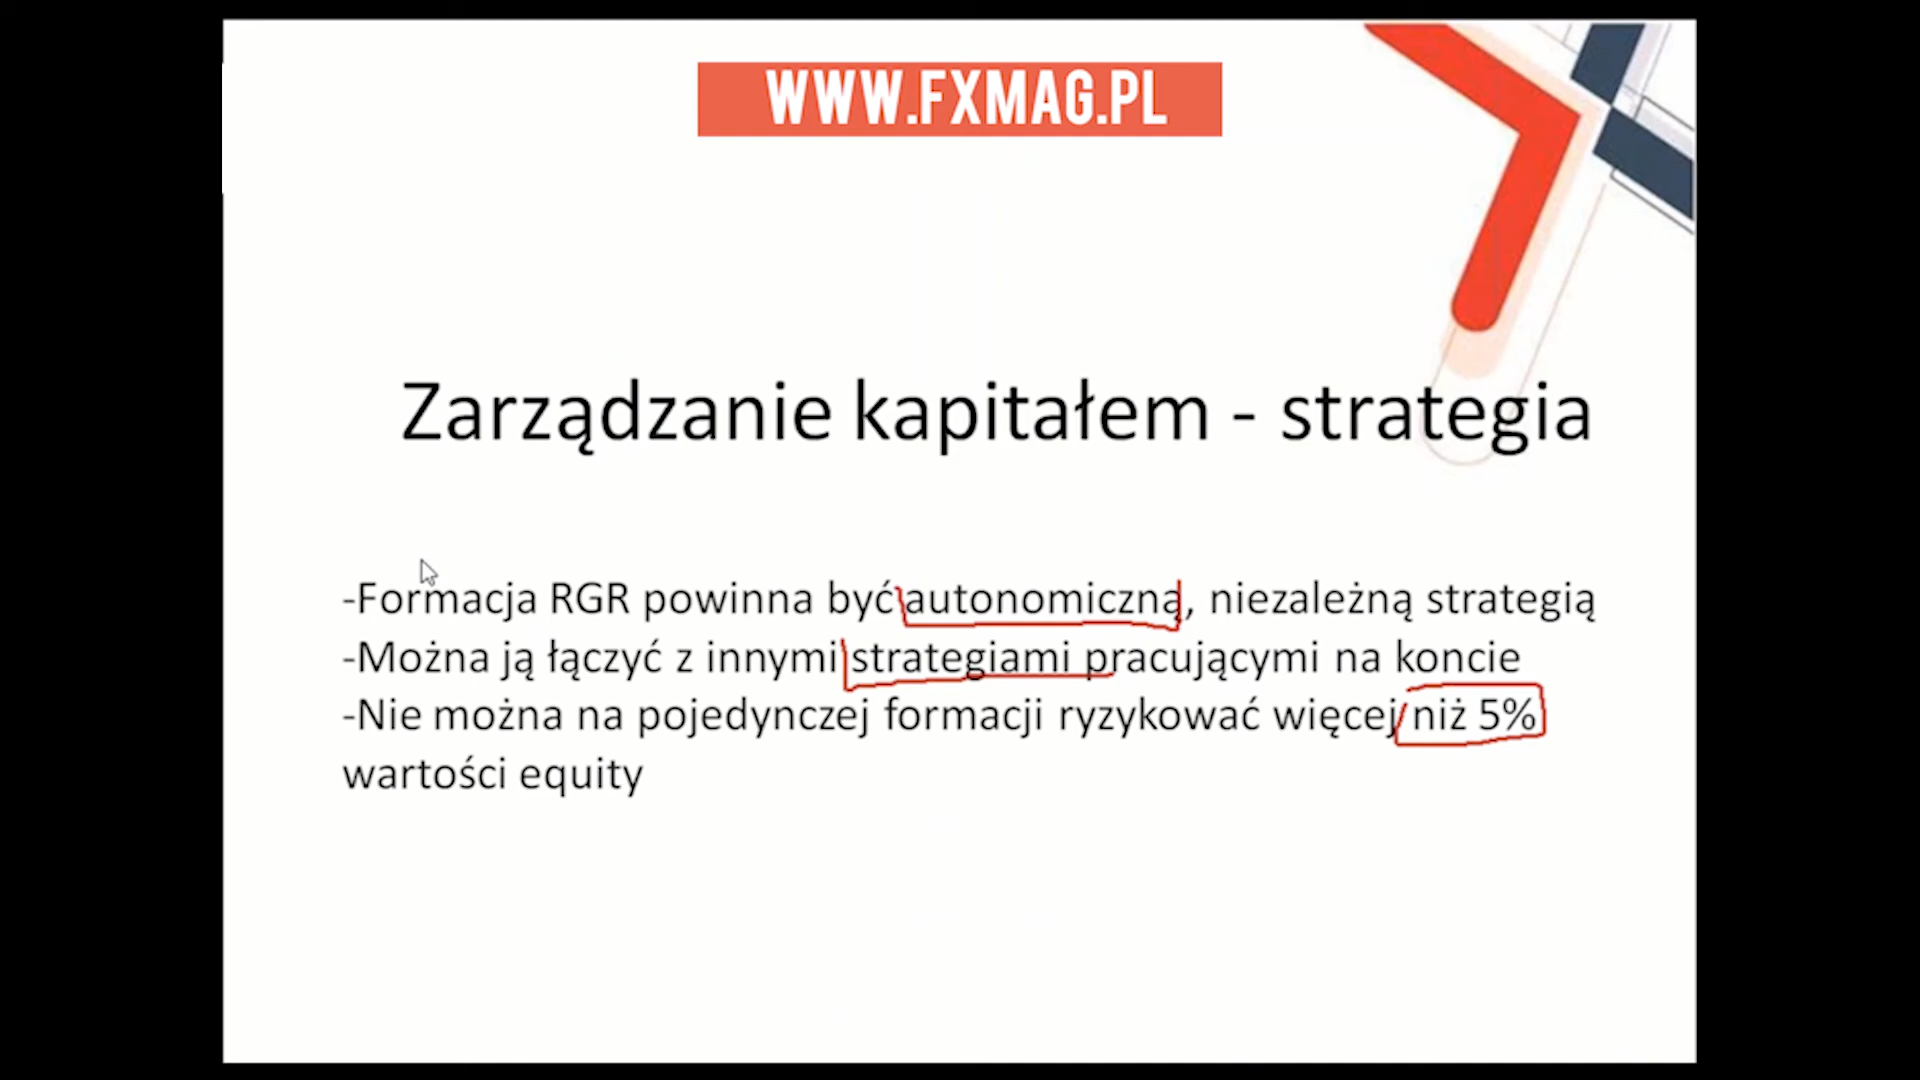 WWW.FXMAG.PL
Zarządzanie kapitałem - strategia
-Formacja RGR powinna być autonomiczną, niezależną strategią
-Można ją łączyć z innymi strategiami pracującymi na koncie
-Nie można na pojedynczej formacji ryzykować więcej niż 5%
wartości equity